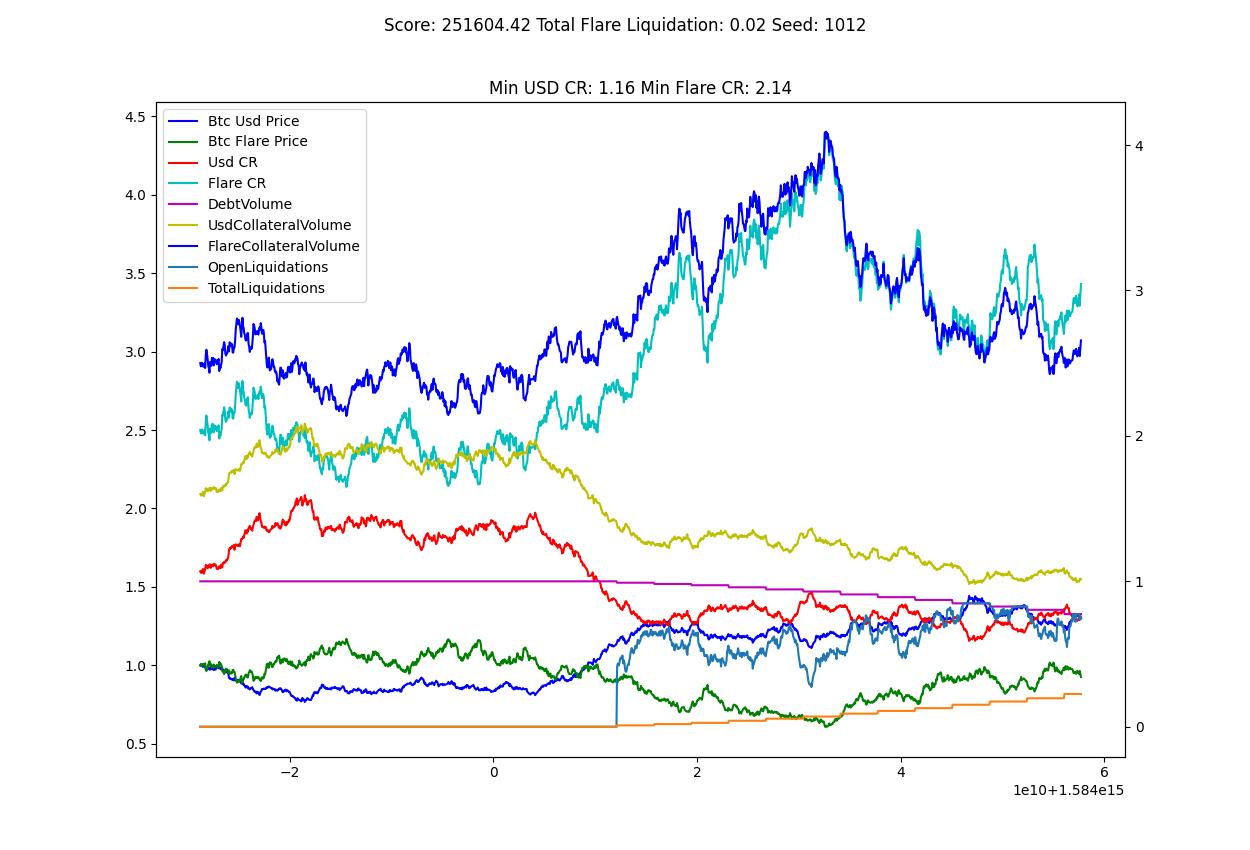 Score: 251604.42 Total Flare Liquidation: 0.02 Seed: 1012
Min USD CR: 1.16 Min Flare CR: 2.14
Btc Usd Price
Btc Flare Price
Usd CR
Flare CR
DebtVolume
UsdCollateralVolume
FlareCollateralVolume
OpenLiquidations
TotalLiquidations
4.5
4.0
3.5
3.0
2.5
2.0
1.5
1.0
0.5
4
3
2
1
0
−2
0
2
4
6
1e10+1.584e15